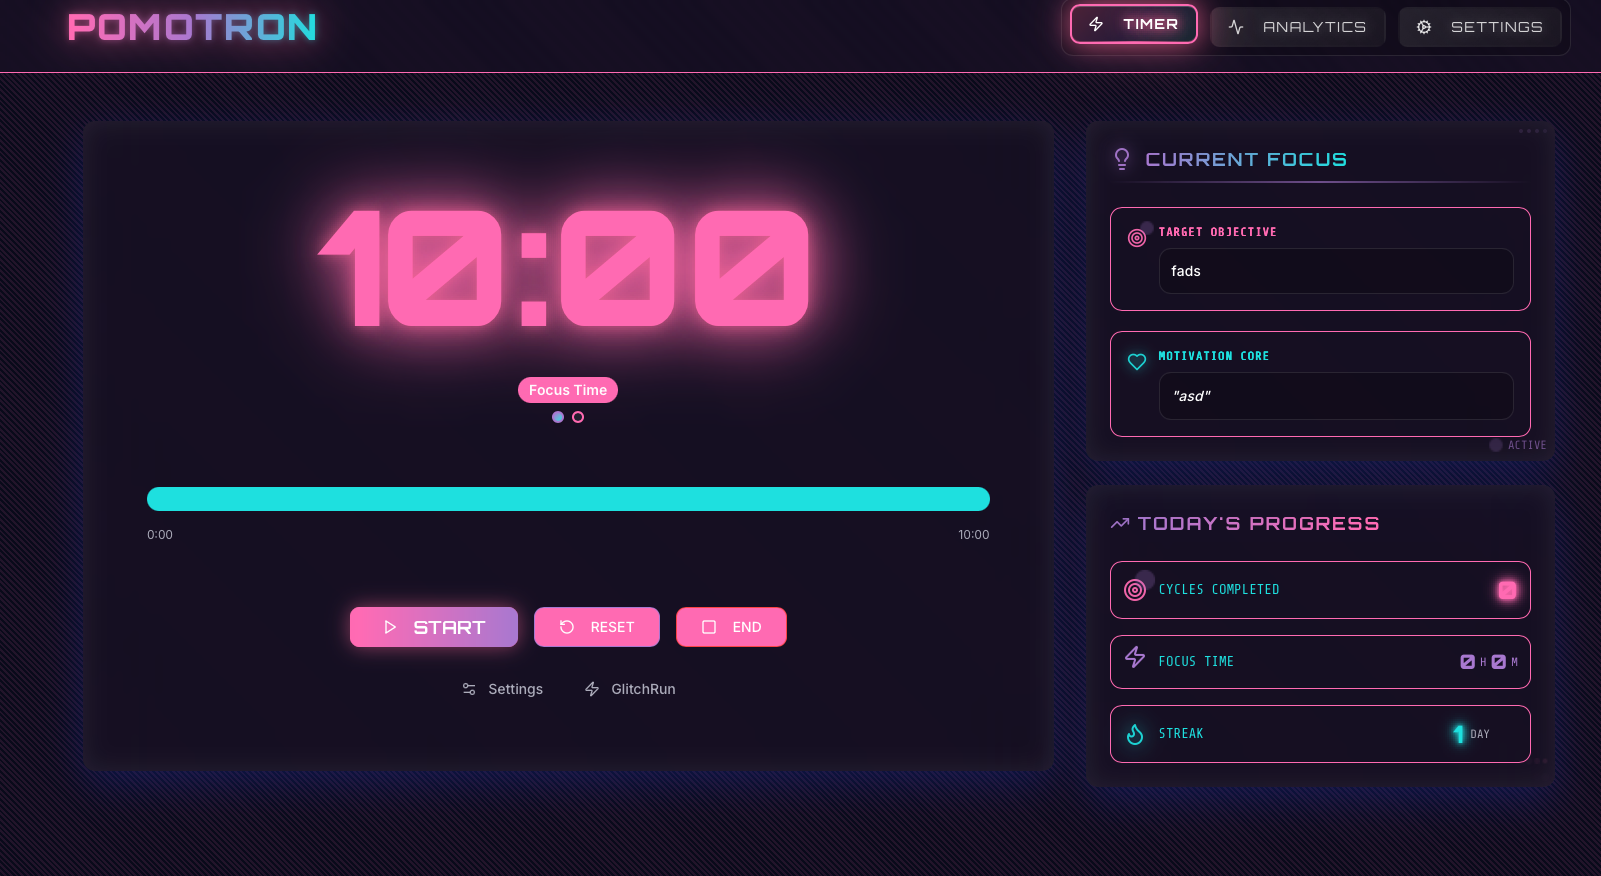 POMOTRON
TIMER
ANALYTICS
SETTINGS
10:00
Focus Time
0:00
10:00
START
RESET
END
Settings
GlitchRun
CURRENT FOCUS
TARGET OBJECTIVE
fads
MOTIVATION CORE
"asd"
ACTIVE
TODAY'S PROGRESS
CYCLES COMPLETED
0
FOCUS TIME
0 H 0 M
STREAK
1 DAY